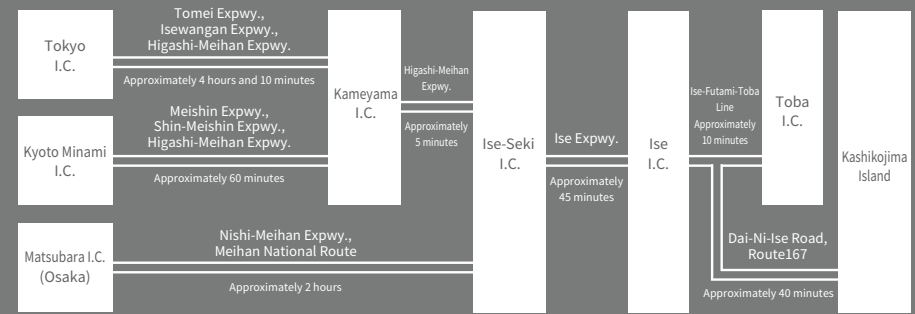 Tokyo
I.C.
Tomei Expwy.,
Isewangan Expwy.,
Higashi-Meihan Expwy.
Approximately 4 hours and 10 minutes
Kyoto Minami
I.C.
Meishin Expwy.,
Shin-Meishin Expwy.,
Higashi-Meihan Expwy.
Approximately 60 minutes
Matsubara I.C.
(Osaka)
Nishi-Meihan Expwy.,
Meihan National Route
Approximately 2 hours
Kameyama
I.C.
Higashi-Meihan
Expwy.
Approximately
5 minutes
Ise-Seki
I.C.
Ise Expwy.
Approximately
45 minutes
Ise
I.C.
Ise-Futami-Toba
Line
Approximately
10 minutes
Toba
I.C.
Dai-Ni-Ise Road,
Route167
Approximately 40 minutes
Kashikojima
Island